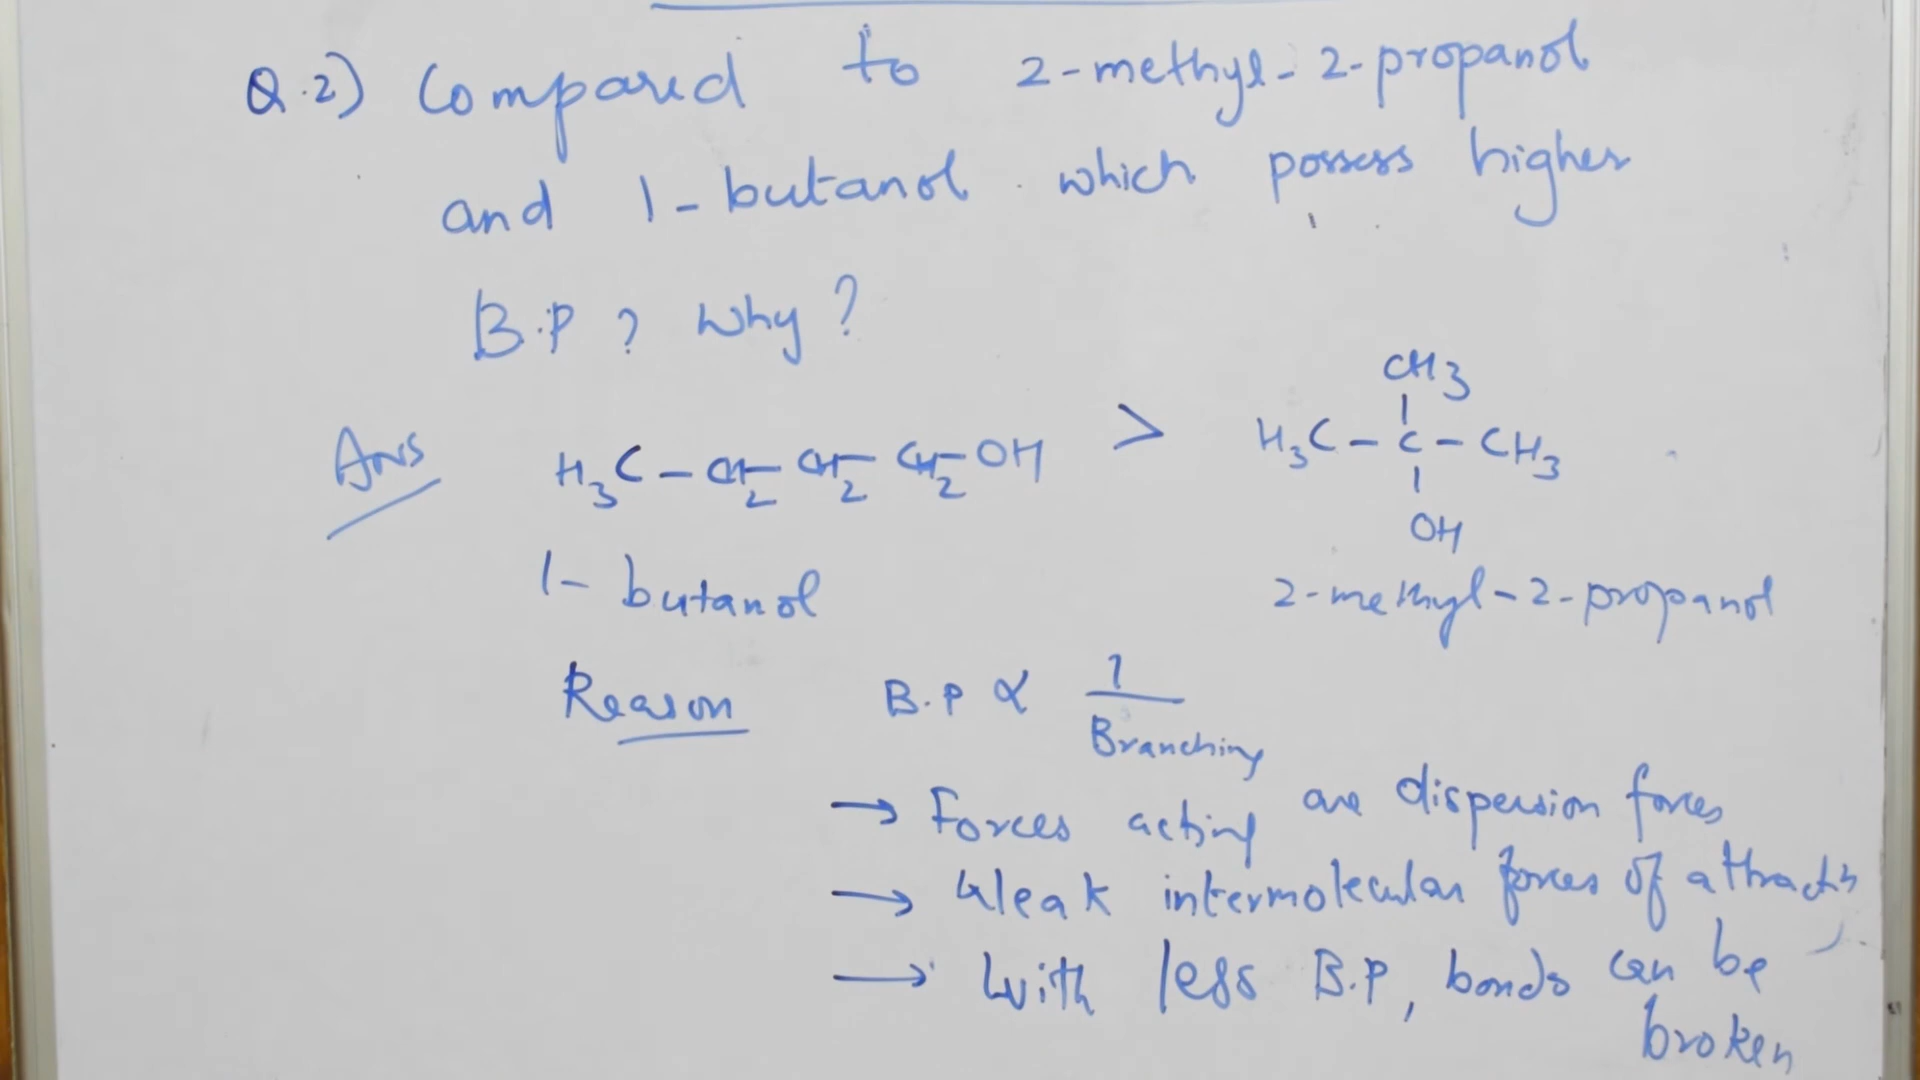 Q.2) Compared to 2-methyl-2-propanol
and 1-butanol which possess higher
B.P ? Why ?
Ans
H₃C-CH₂-CH₂-CH₂-OH > H₃C-C-CH₃
CH₃
OH
1-butanol
2-methyl-2-propanol
Reason B.P ∝ 1/Branching
→ Forces acting are dispersion forces
→ Weak intermolecular forces of attractn
→ With less B.P, bonds can be
broken